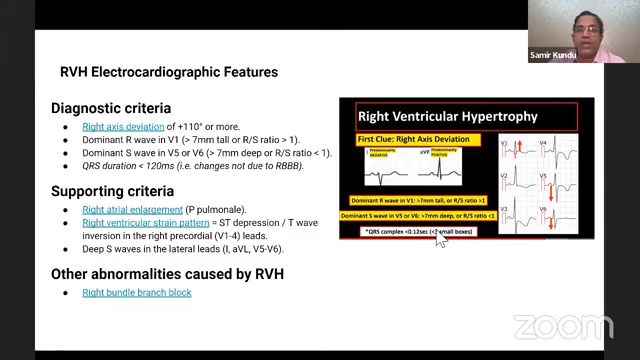 Samir Kundu
RVH Electrocardiographic Features
Diagnostic criteria
Right axis deviation of +110° or more.
Dominant R wave in V1 (> 7mm tall or R/S ratio > 1).
Dominant S wave in V5 or V6 (> 7mm deep or R/S ratio < 1).
QRS duration < 120ms (i.e. changes not due to RBBB).
Supporting criteria
Right atrial enlargement (P pulmonale).
Right ventricular strain pattern = ST depression / T wave
inversion in the right precordial (V1-4) leads.
Deep S waves in the lateral leads (I, aVL, V5-V6).
Other abnormalities caused by RVH
Right bundle branch block
Right Ventricular Hypertrophy
First Clue: Right Axis Deviation
I
Predominantly
NEGATIVE
aVF
Predominantly
POSITIVE
Dominant R wave in V1: >7mm tall, or R/S ratio >1
Dominant S wave in V5 or V6: >7mm deep, or R/S ratio <1
*QRS complex <0.12sec (<3 small boxes)
V1
V4
V2
V5
V3
V6
zoom